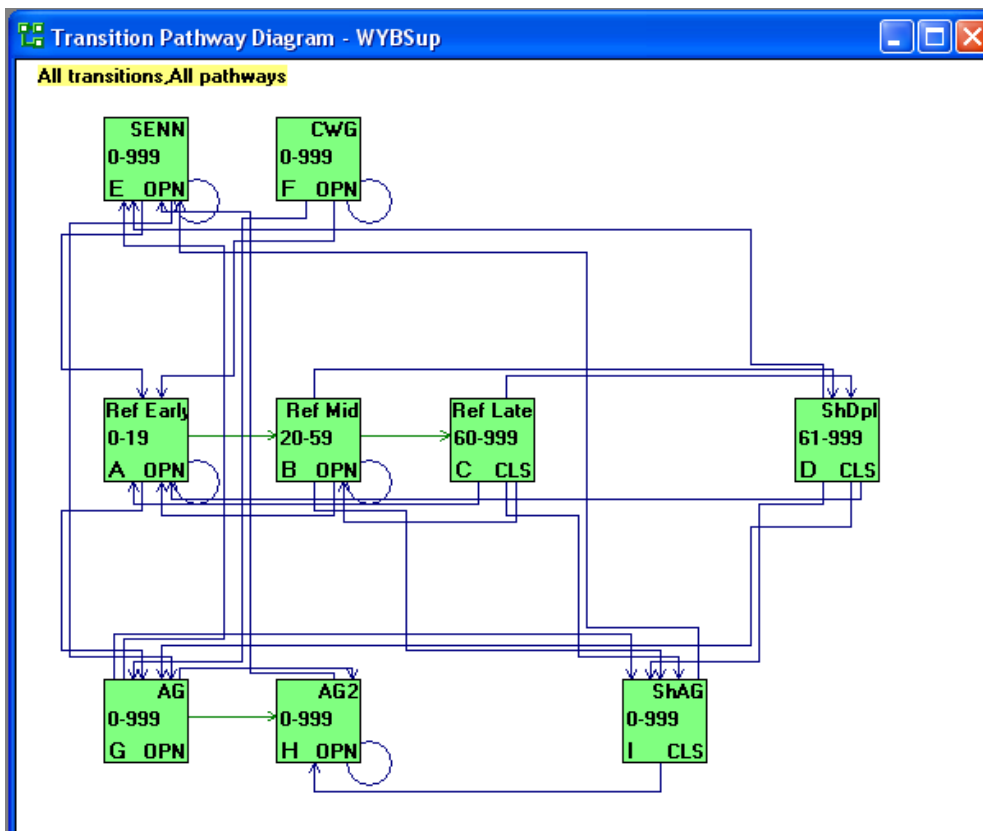 Transition Pathway Diagram - WYBSup
All transitions,All pathways
SENN
0-999
E OPN
CWG
0-999
F OPN
Ref Early
0-19
A OPN
Ref Mid
20-59
B OPN
Ref Late
60-999
C CLS
ShDpl
61-999
D CLS
AG
0-999
G OPN
AG2
0-999
H OPN
ShAG
0-999
I CLS